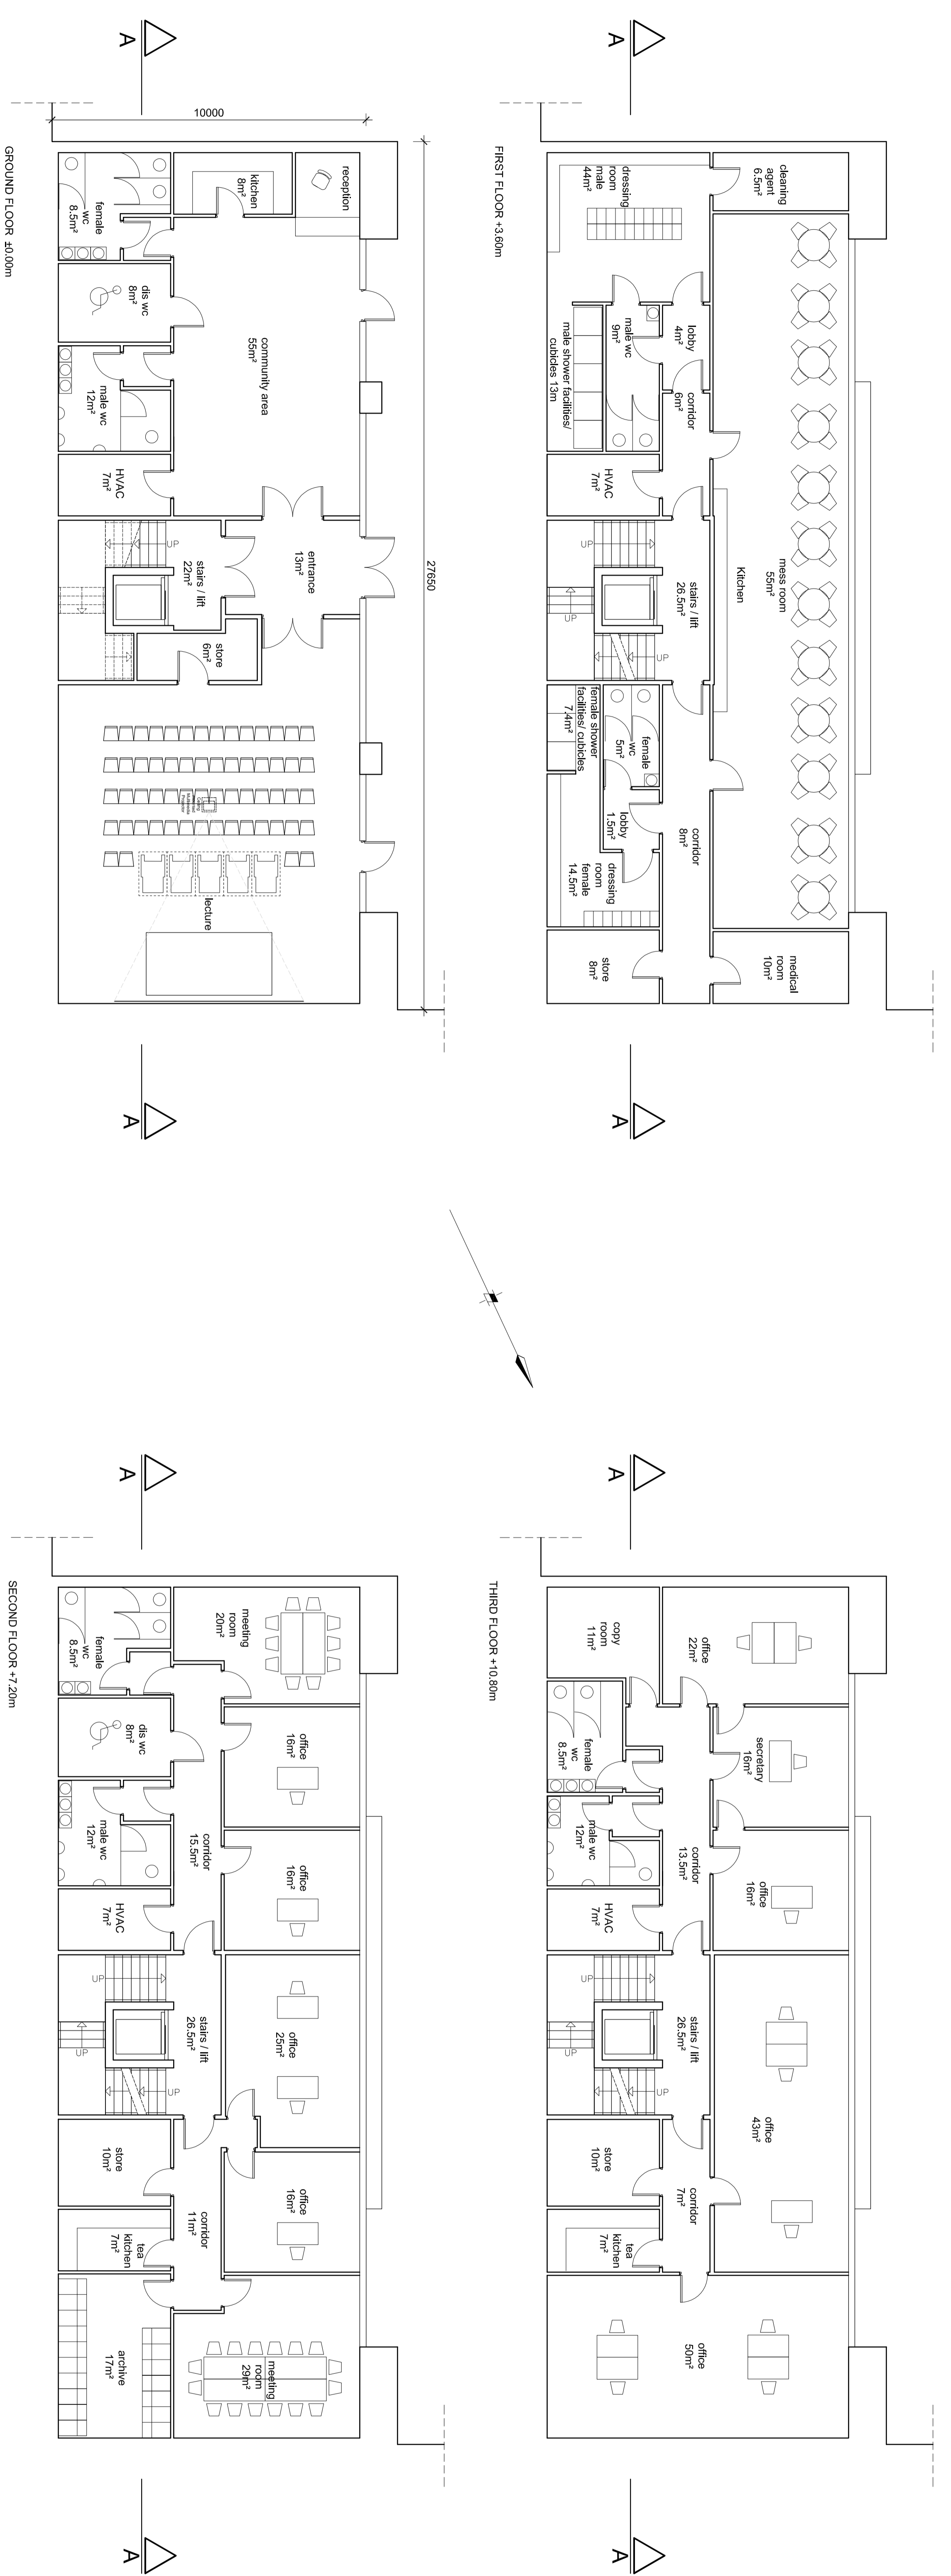 A
A
cleaning
agent
6.5m²
mess room
55m²
medical
room
10m²
Kitchen
dressing
room
male
44m²
lobby
4m²
corridor
6m²
stairs / lift
26.5m²
corridor
8m²
male wc
9m²
male shower facilities/
cubicles 13m
HVAC
7m²
UP
UP
UP
female
wc
5m²
female shower
facilities/ cubicles
7.4m²
lobby
1.5m²
dressing
room
female
14.5m²
store
8m²
FIRST FLOOR +3.60m
A
A
office
22m²
secretary
16m²
office
16m²
office
43m²
office
50m²
copy
room
11m²
female
wc
8.5m²
male wc
12m²
corridor
13.5m²
HVAC
7m²
stairs / lift
26.5m²
UP
UP
UP
store
10m²
corridor
7m²
tea
kitchen
7m²
THIRD FLOOR +10.80m
27650
10000
A
A
reception
kitchen
8m²
community area
55m²
entrance
13m²
female
wc
8.5m²
dis wc
8m²
male wc
12m²
HVAC
7m²
stairs / lift
22m²
UP
store
6m²
Ceiling
Mounted
Multimedia
Projector
lecture
GROUND FLOOR ±0.00m
A
A
meeting
room
20m²
office
16m²
office
16m²
office
25m²
office
16m²
meeting
room
29m²
female
wc
8.5m²
dis wc
8m²
male wc
12m²
corridor
15.5m²
HVAC
7m²
stairs / lift
26.5m²
UP
UP
UP
store
10m²
corridor
11m²
tea
kitchen
7m²
archive
17m²
SECOND FLOOR +7.20m